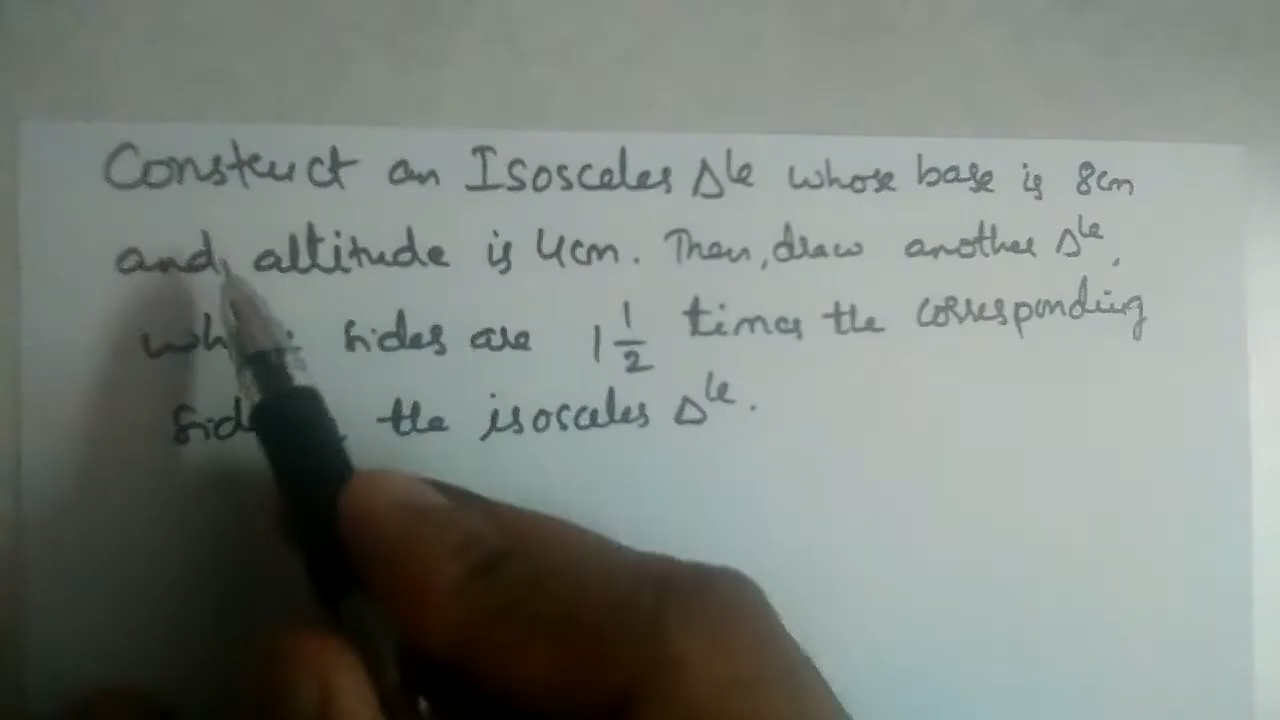 Construct an Isosceles Δle whose base is 8cm
and, altitude is 4cm. Then, draw another Δle,
sides are 1 1/2 times the corresponding
the isosceles Δle.